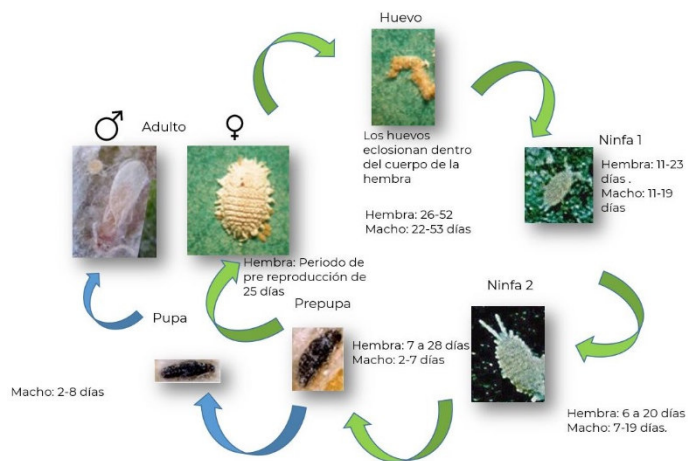 Huevo
Los huevos
eclosionan dentro
del cuerpo de la
hembra
Hembra: 26-52
Macho: 22-53 días
Ninfa 1
Hembra: 11-23
días .
Macho: 11-19
días
Ninfa 2
Hembra: 6 a 20 días
Macho: 7-19 días.
Prepupa
Hembra: 7 a 28 días
Macho: 2-7 días
Pupa
Macho: 2-8 días
♂ Adulto ♀
Hembra: Periodo de
pre reproducción de
25 días